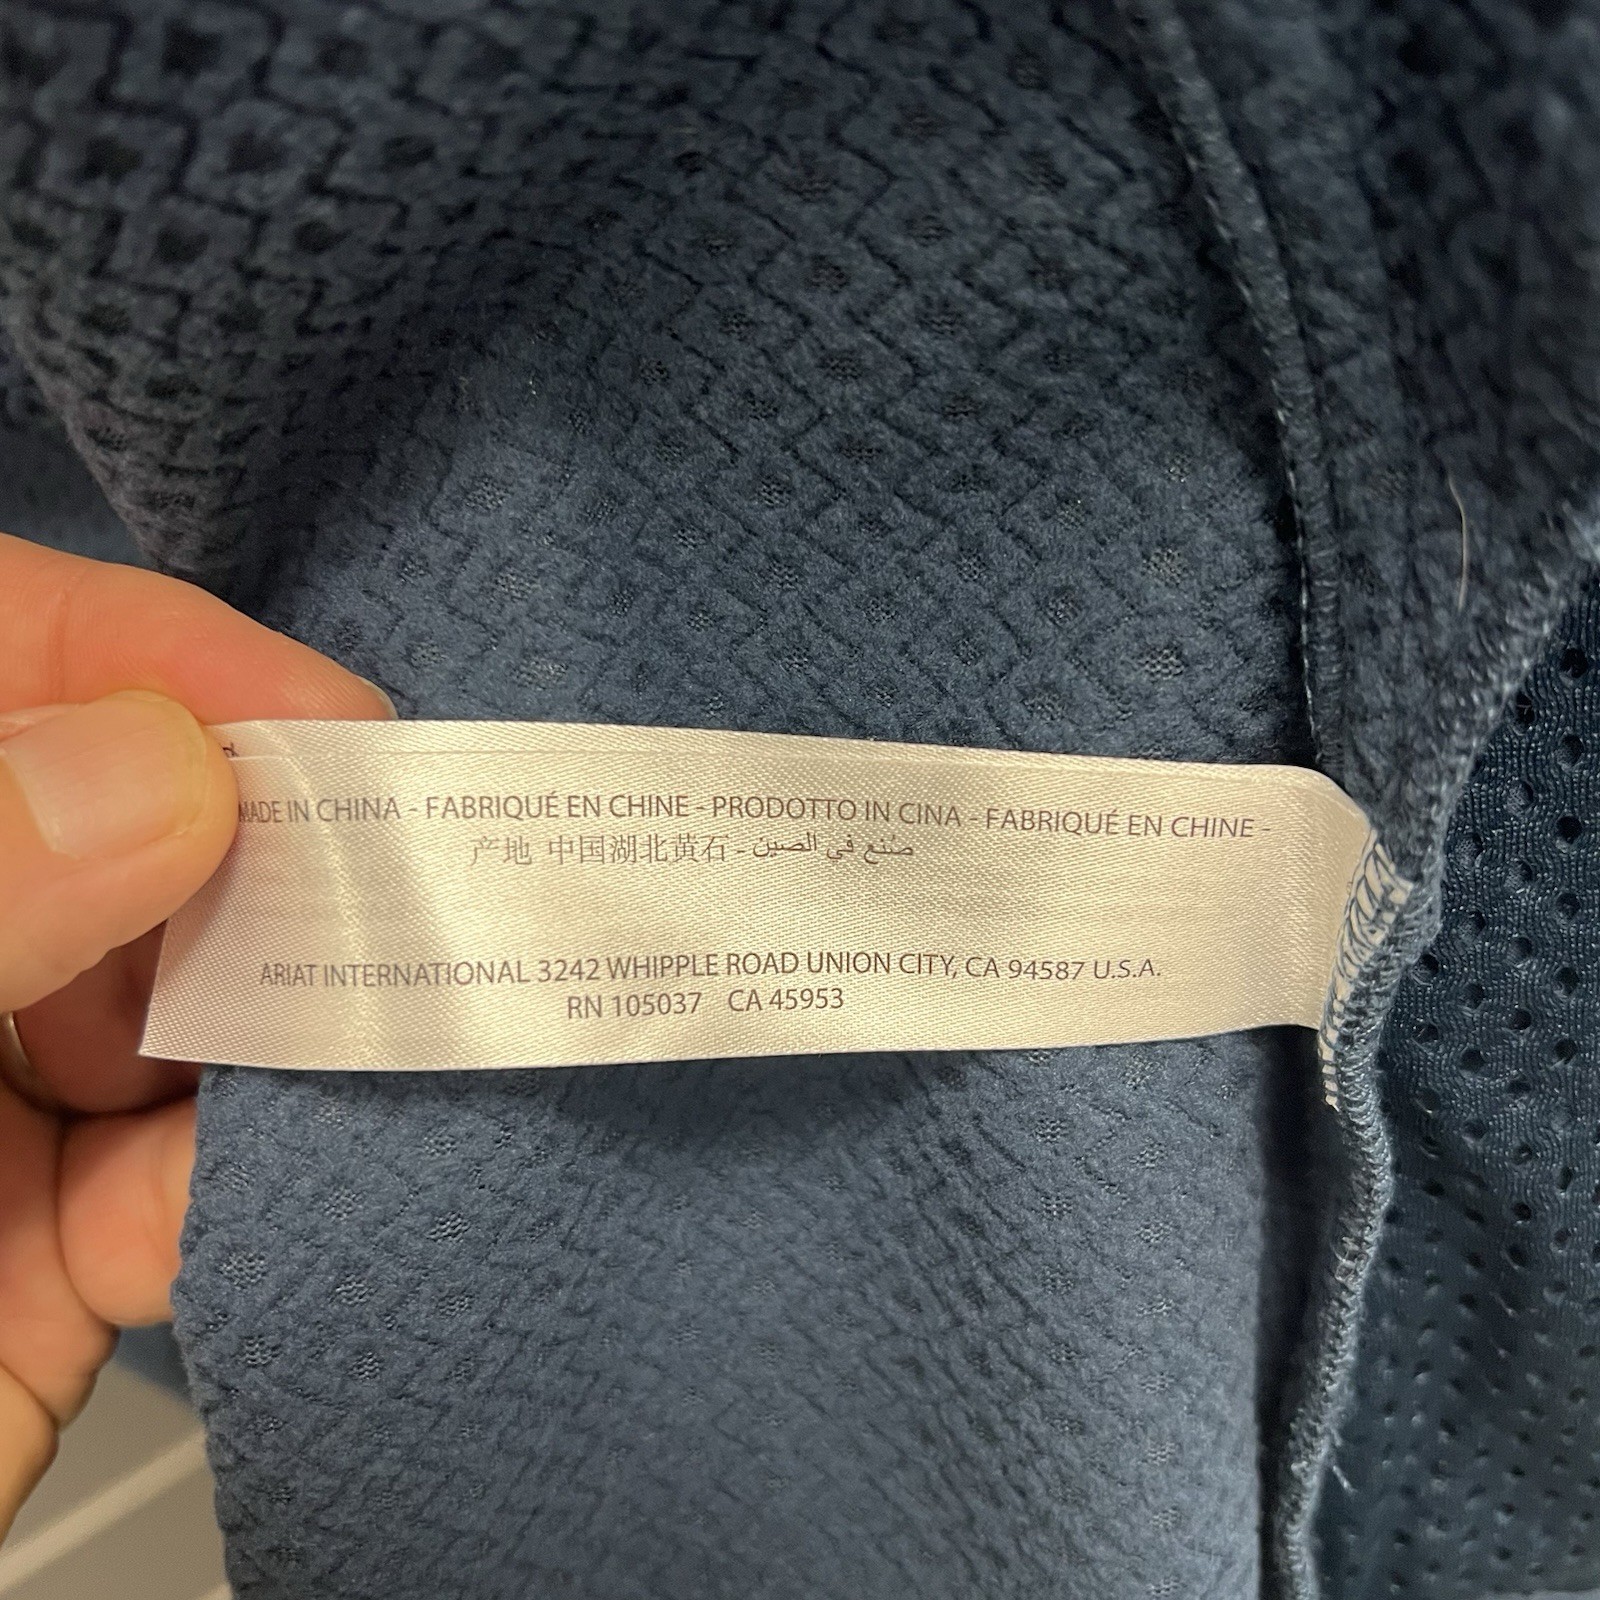 MADE IN CHINA - FABRIQUÉ EN CHINE - PRODOTTO IN CINA - FABRIQUÉ EN CHINE -
产地 中国湖北黄石 - صُنع في الصين
ARIAT INTERNATIONAL 3242 WHIPPLE ROAD UNION CITY, CA 94587 U.S.A.
RN 105037 CA 45953